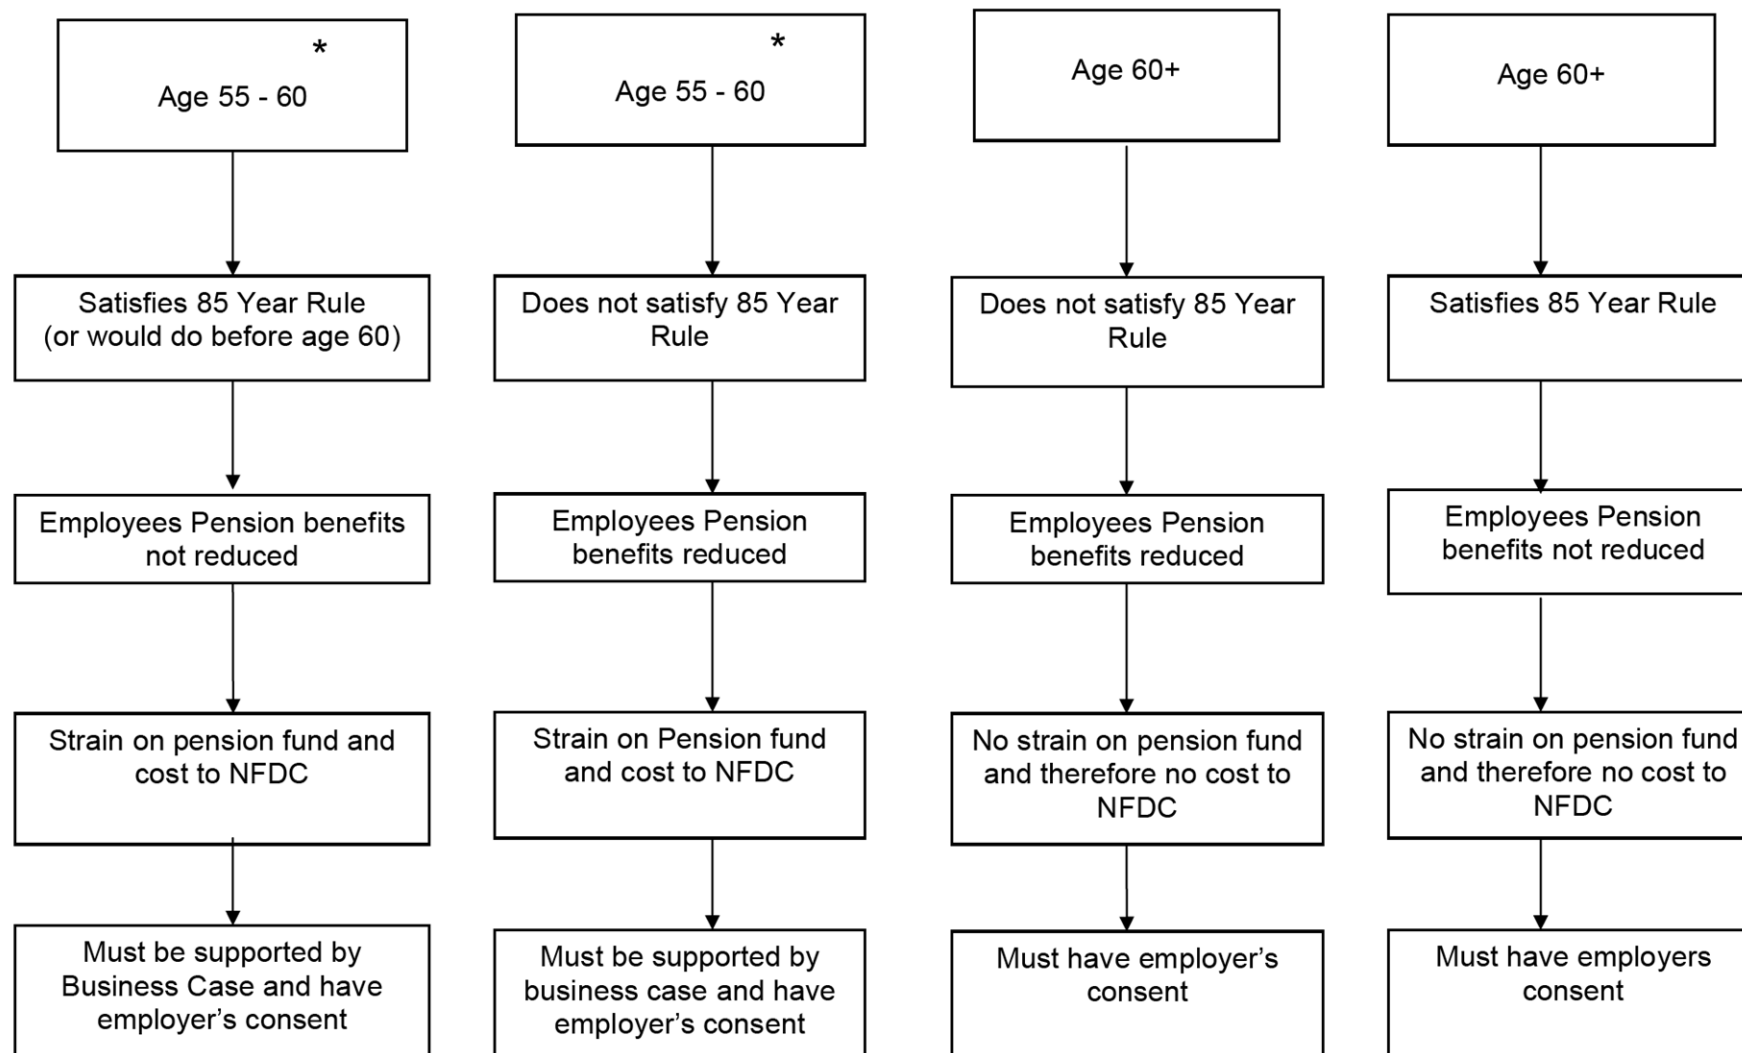 *
Age 55 - 60
*
Age 55 - 60
Age 60+
Age 60+
Satisfies 85 Year Rule
(or would do before age 60)
Does not satisfy 85 Year
Rule
Does not satisfy 85 Year
Rule
Satisfies 85 Year Rule
Employees Pension benefits
not reduced
Employees Pension
benefits reduced
Employees Pension
benefits reduced
Employees Pension
benefits not reduced
Strain on pension fund and
cost to NFDC
Strain on Pension fund
and cost to NFDC
No strain on pension fund
and therefore no cost to
NFDC
No strain on pension fund
and therefore no cost to
NFDC
Must be supported by
Business Case and have
employer’s consent
Must be supported by
business case and have
employer’s consent
Must have employer’s
consent
Must have employers
consent